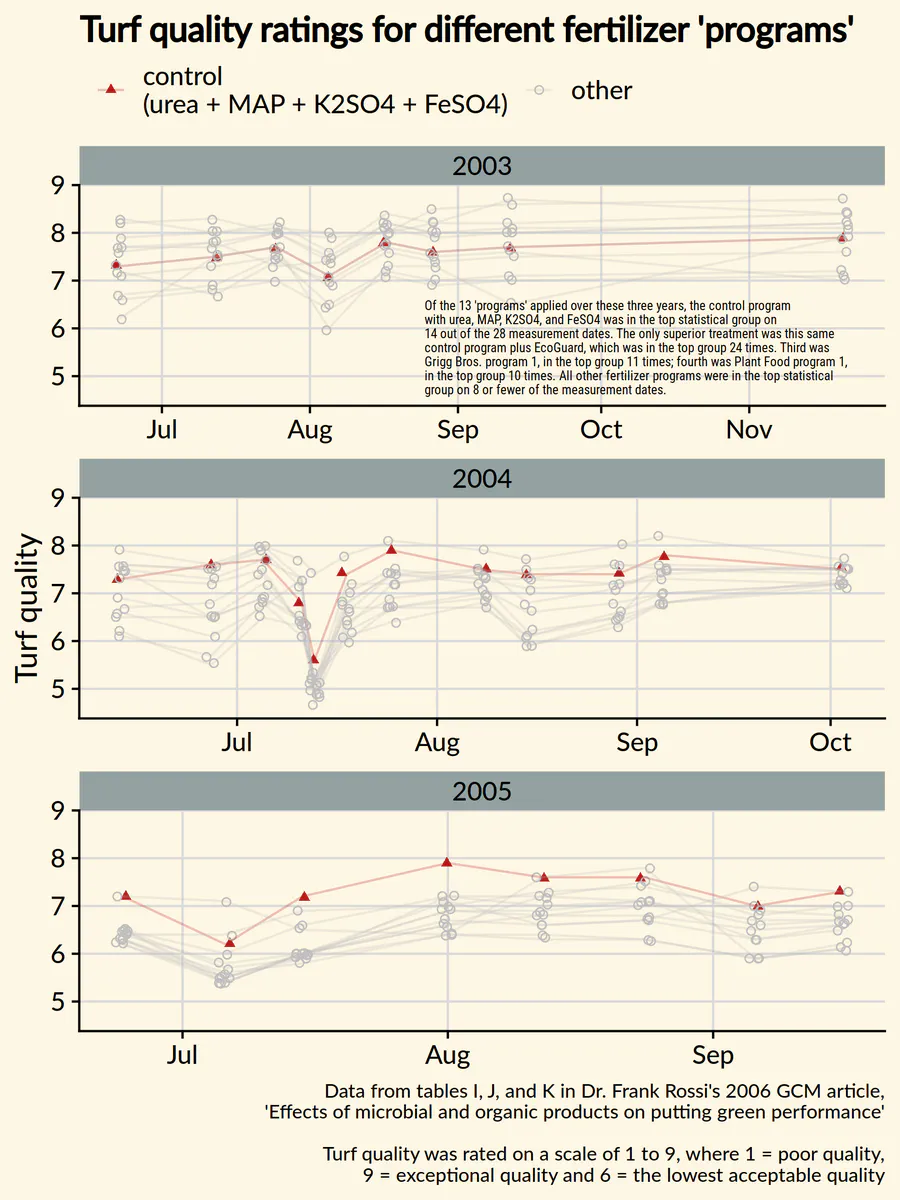 Turf quality ratings for different fertilizer 'programs'
control
(urea + MAP + K2SO4 + FeSO4)
other
2003
9
8
7
6
5
Of the 13 'programs' applied over these three years, the control program
with urea, MAP, K2SO4, and FeSO4 was in the top statistical group on
14 out of the 28 measurement dates. The only superior treatment was this same
control program plus EcoGuard, which was in the top group 24 times. Third was
Grigg Bros. program 1, in the top group 11 times; fourth was Plant Food program 1,
in the top group 10 times. All other fertilizer programs were in the top statistical
group on 8 or fewer of the measurement dates.
Jul Aug Sep Oct Nov
Turf quality
2004
9
8
7
6
5
Jul Aug Sep Oct
2005
9
8
7
6
5
Jul Aug Sep
Data from tables I, J, and K in Dr. Frank Rossi's 2006 GCM article,
'Effects of microbial and organic products on putting green performance'
Turf quality was rated on a scale of 1 to 9, where 1 = poor quality,
9 = exceptional quality and 6 = the lowest acceptable quality